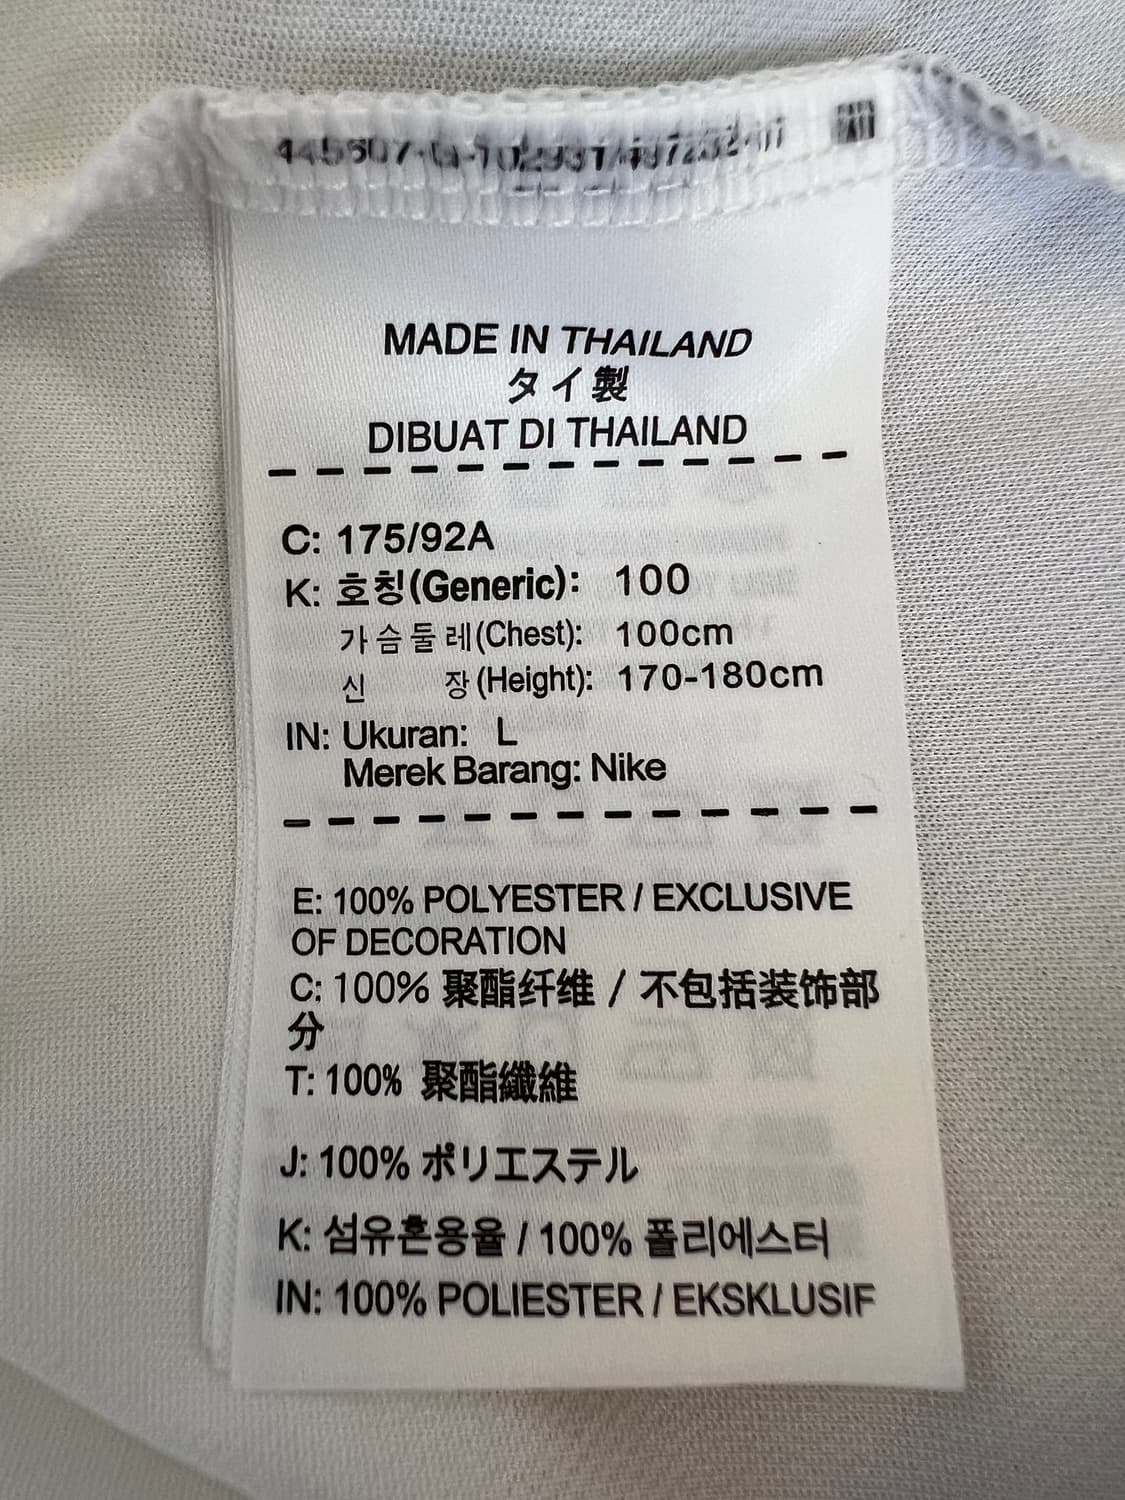 MADE IN THAILAND
タイ製
DIBUAT DI THAILAND
C: 175/92A
K: 호칭(Generic): 100
가슴둘레(Chest): 100cm
신 장(Height): 170-180cm
IN: Ukuran: L
Merek Barang: Nike
E: 100% POLYESTER / EXCLUSIVE
OF DECORATION
C: 100% 聚酯纤维 / 不包括装饰部
分
T: 100% 聚酯纖維
J: 100% ポリエステル
K: 섬유혼용율 / 100% 폴리에스터
IN: 100% POLIESTER / EKSKLUSIF